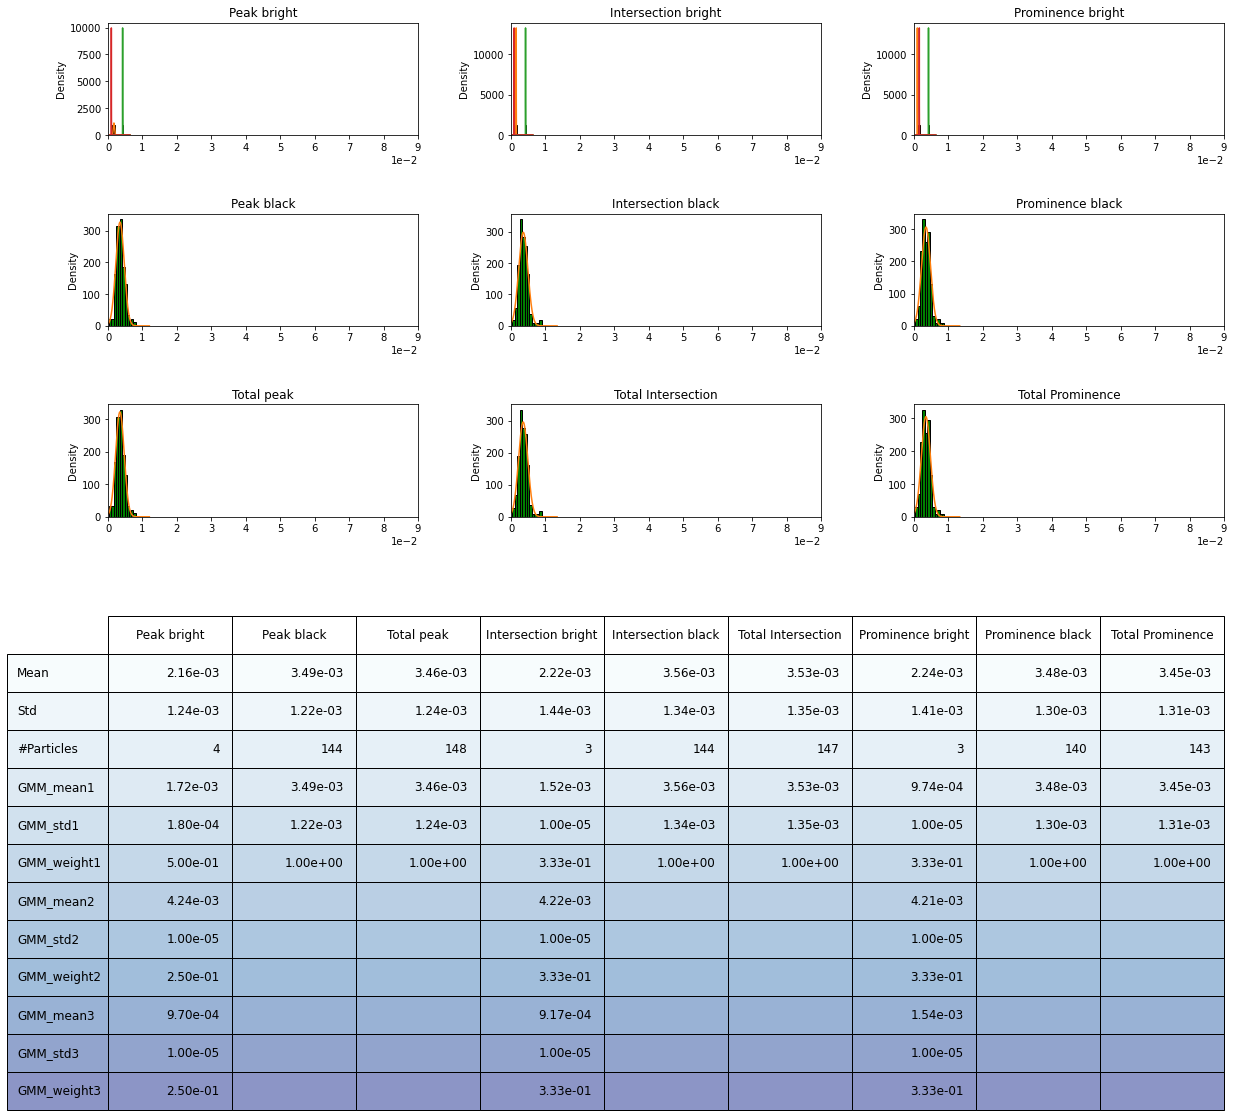 Peak bright Intersection bright Prominence bright
Density
10000
7500
5000
2500
0
0 1 2 3 4 5 6 7 8 9
1e−2
Density
10000
5000
0
0 1 2 3 4 5 6 7 8 9
1e−2
Density
10000
5000
0
0 1 2 3 4 5 6 7 8 9
1e−2
Peak black Intersection black Prominence black
Density
300
200
100
0
0 1 2 3 4 5 6 7 8 9
1e−2
Density
300
200
100
0
0 1 2 3 4 5 6 7 8 9
1e−2
Density
300
200
100
0
0 1 2 3 4 5 6 7 8 9
1e−2
Total peak Total Intersection Total Prominence
Density
300
200
100
0
0 1 2 3 4 5 6 7 8 9
1e−2
Density
300
200
100
0
0 1 2 3 4 5 6 7 8 9
1e−2
Density
300
200
100
0
0 1 2 3 4 5 6 7 8 9
1e−2
Peak bright Peak black Total peak Intersection bright Intersection black Total Intersection Prominence bright Prominence black Total Prominence
Mean 2.16e-03 3.49e-03 3.46e-03 2.22e-03 3.56e-03 3.53e-03 2.24e-03 3.48e-03 3.45e-03
Std 1.24e-03 1.22e-03 1.24e-03 1.44e-03 1.34e-03 1.35e-03 1.41e-03 1.30e-03 1.31e-03
#Particles 4 144 148 3 144 147 3 140 143
GMM_mean1 1.72e-03 3.49e-03 3.46e-03 1.52e-03 3.56e-03 3.53e-03 9.74e-04 3.48e-03 3.45e-03
GMM_std1 1.80e-04 1.22e-03 1.24e-03 1.00e-05 1.34e-03 1.35e-03 1.00e-05 1.30e-03 1.31e-03
GMM_weight1 5.00e-01 1.00e+00 1.00e+00 3.33e-01 1.00e+00 1.00e+00 3.33e-01 1.00e+00 1.00e+00
GMM_mean2 4.24e-03 4.22e-03 4.21e-03
GMM_std2 1.00e-05 1.00e-05 1.00e-05
GMM_weight2 2.50e-01 3.33e-01 3.33e-01
GMM_mean3 9.70e-04 9.17e-04 1.54e-03
GMM_std3 1.00e-05 1.00e-05 1.00e-05
GMM_weight3 2.50e-01 3.33e-01 3.33e-01